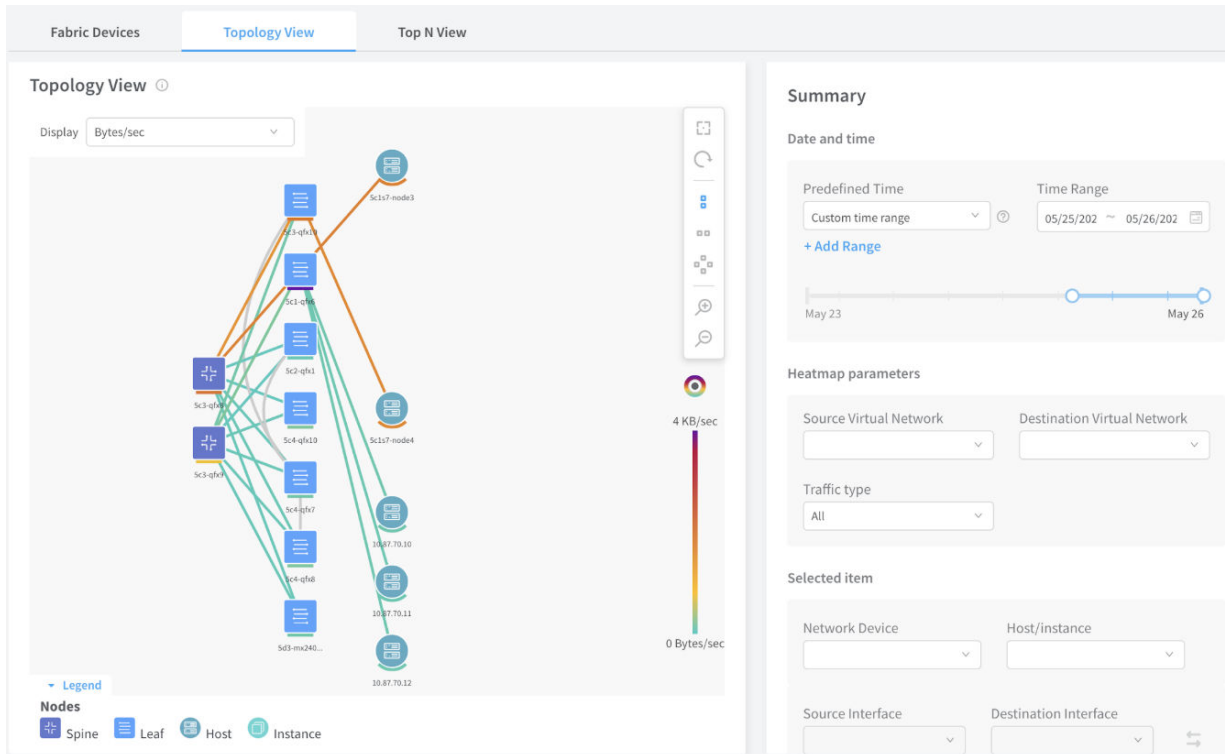 Fabric Devices
Topology View
Top N View
Topology View
Display
Bytes/sec
5c1s7-node3
5c3-qfx10
5c1-qfx6
5c2-qfx1
5c3-qfx8
5c4-qfx10
5c1s7-node4
5c3-qfx9
5c4-qfx7
10.87.70.10
5c4-qfx8
10.87.70.11
5d3-mx240...
10.87.70.12
4 KB/sec
0 Bytes/sec
Legend
Nodes
Spine
Leaf
Host
Instance
Summary
Date and time
Predefined Time
Time Range
Custom time range
05/25/202 ~ 05/26/202
+ Add Range
May 23
May 26
Heatmap parameters
Source Virtual Network
Destination Virtual Network
Traffic type
All
Selected item
Network Device
Host/instance
Source Interface
Destination Interface